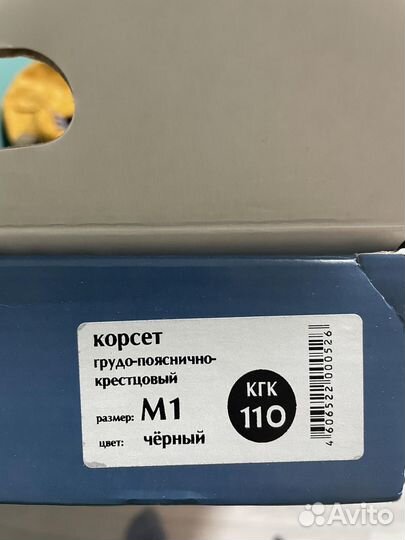 корсет
грудо-пояснично-
крестцовый
размер: M1
цвет: чёрный
КГК
110
4606522000526
Avito